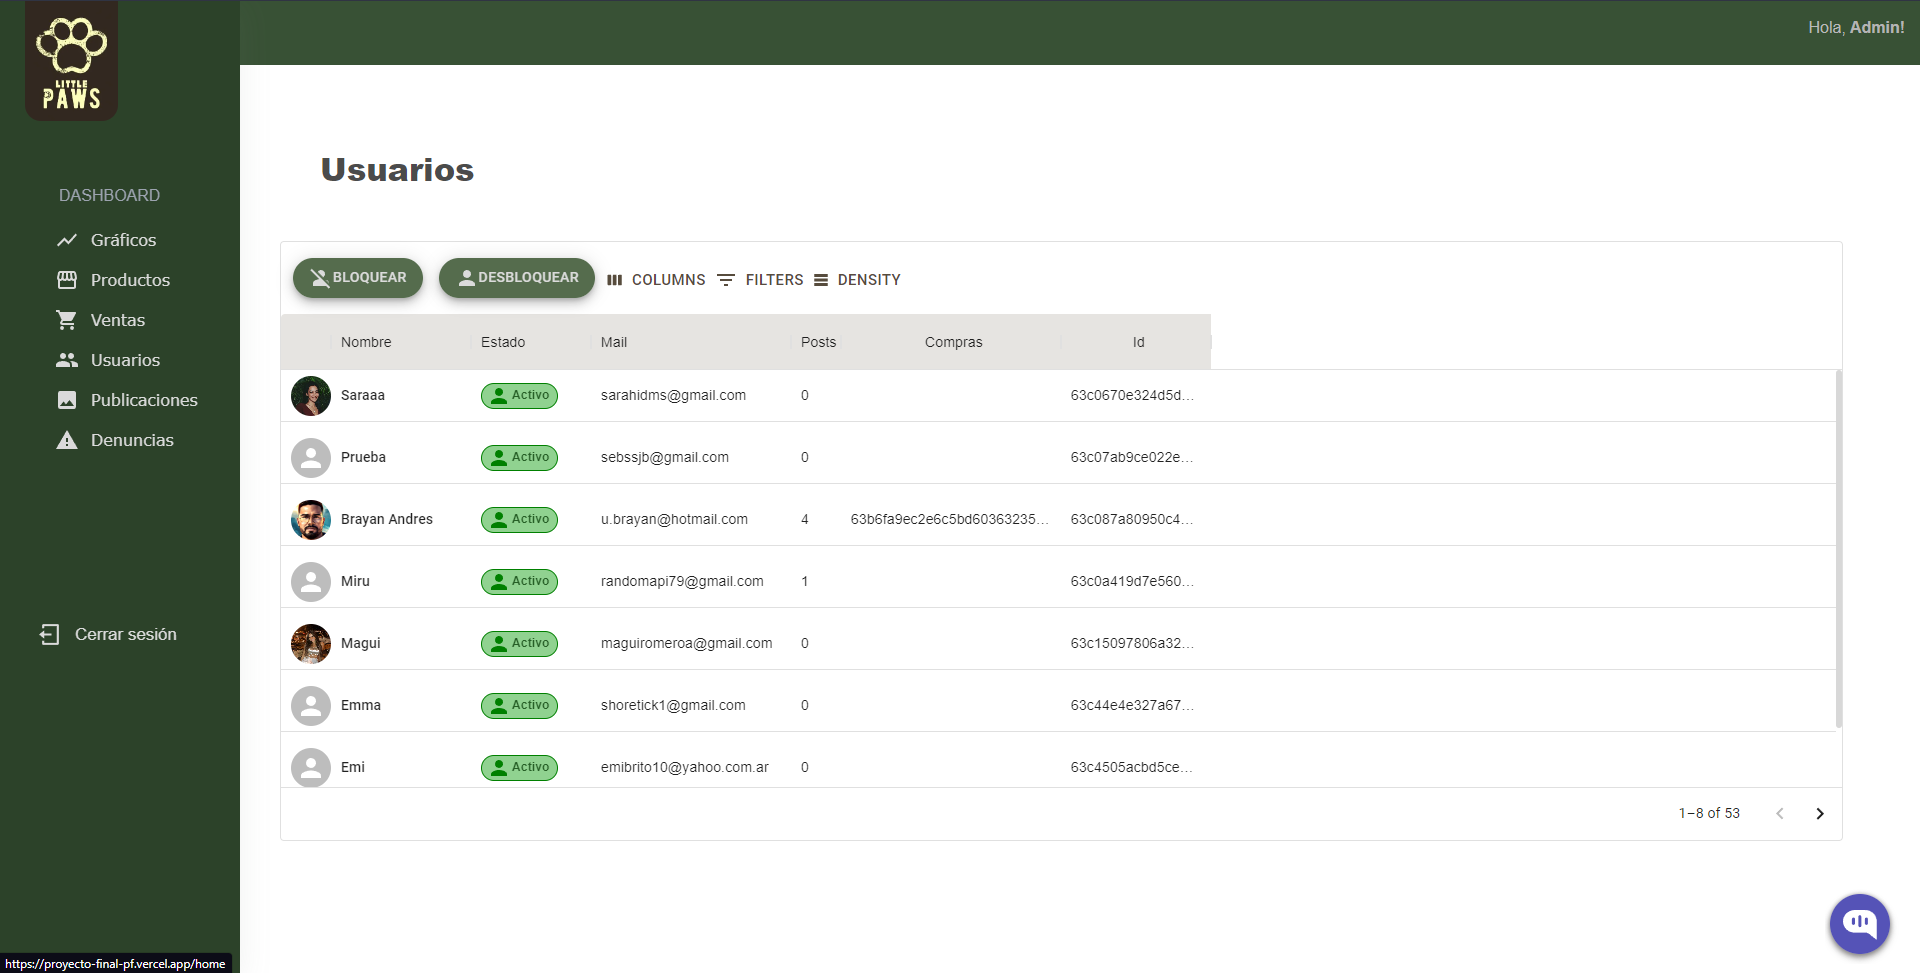 Hola, Admin!
LITTLE
PAWS
Usuarios
DASHBOARD
Gráficos
Productos
Ventas
Usuarios
Publicaciones
Denuncias
Cerrar sesión
BLOQUEAR DESBLOQUEAR COLUMNS FILTERS DENSITY
Nombre Estado Mail Posts Compras Id
Saraaa Activo sarahidms@gmail.com 0 63c0670e324d5d...
Prueba Activo sebssjb@gmail.com 0 63c07ab9ce022e...
Brayan Andres Activo u.brayan@hotmail.com 4 63b6fa9ec2e6c5bd60363235... 63c087a80950c4...
Miru Activo randomapi79@gmail.com 1 63c0a419d7e560...
Magui Activo maguiromeroa@gmail.com 0 63c15097806a32...
Emma Activo shoretick1@gmail.com 0 63c44e4e327a67...
Emi Activo emibrito10@yahoo.com.ar 0 63c4505acbd5ce...
1–8 of 53
https://proyecto-final-pf.vercel.app/home